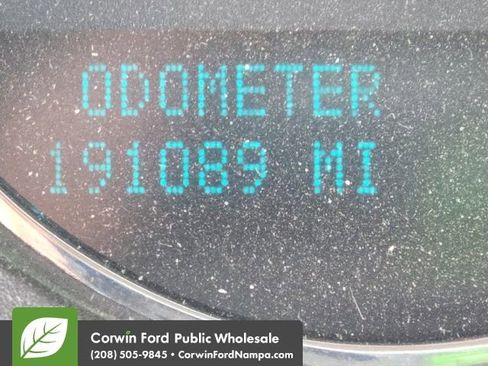 ODOMETER
191089 MI
Corwin Ford Public Wholesale
(208) 505-9845 • CorwinFordNampa.com